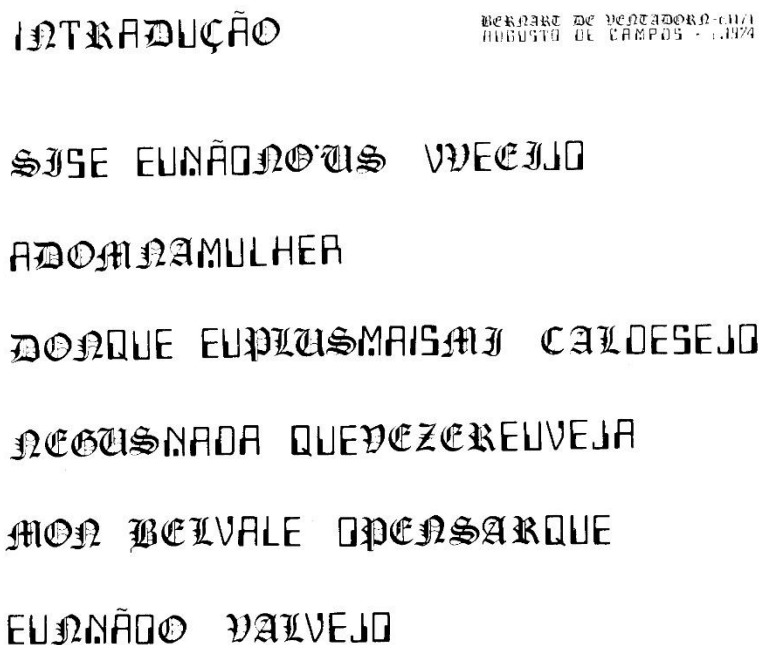 INTRADUÇÃO
BERNART DE VENTADORN-c.1171
AUGUSTO DE CAMPOS - c.1974
SISE EUNÃONO'US VVEEIJO
ADOMNAMULHER
DONQUE EUPLUSMAISMI CALDESEJO
NEGUSNADA QUEVEZEREUVEJA
MON BELVALE OPENSARQUE
EUNNÃOO VALVEJO